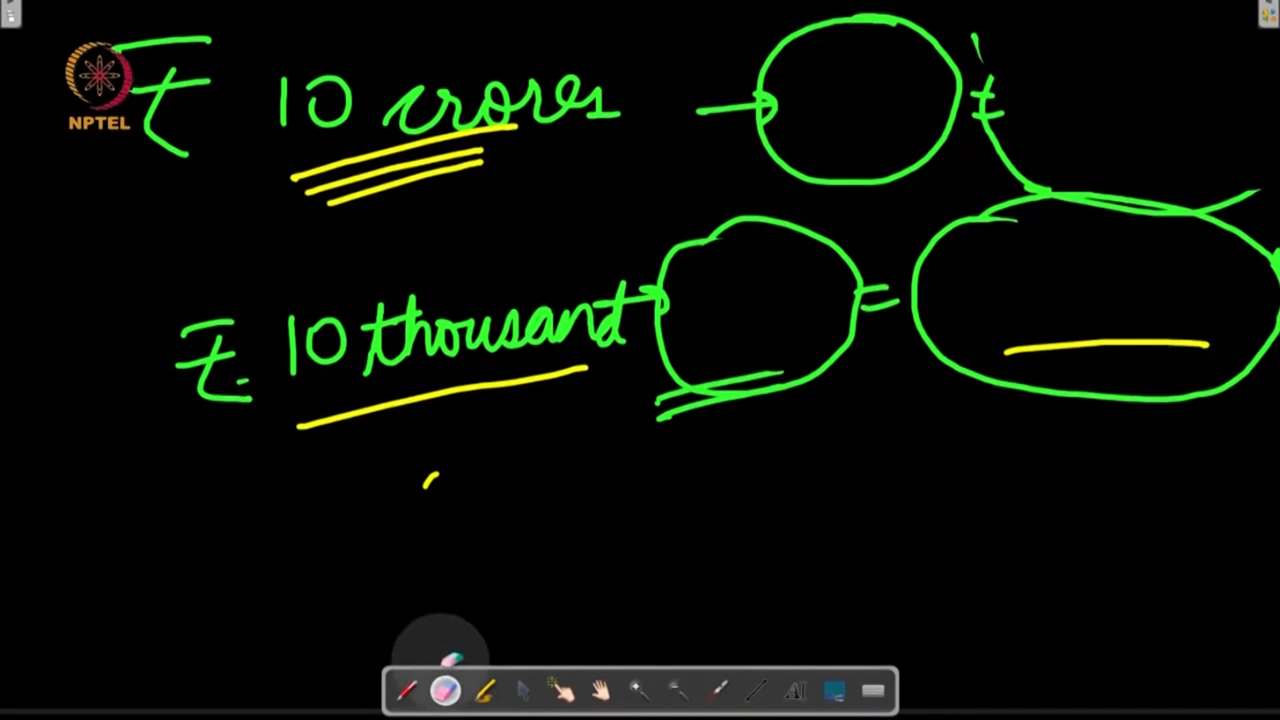 ₹ 10 crores
NPTEL
₹ 10 thousand =